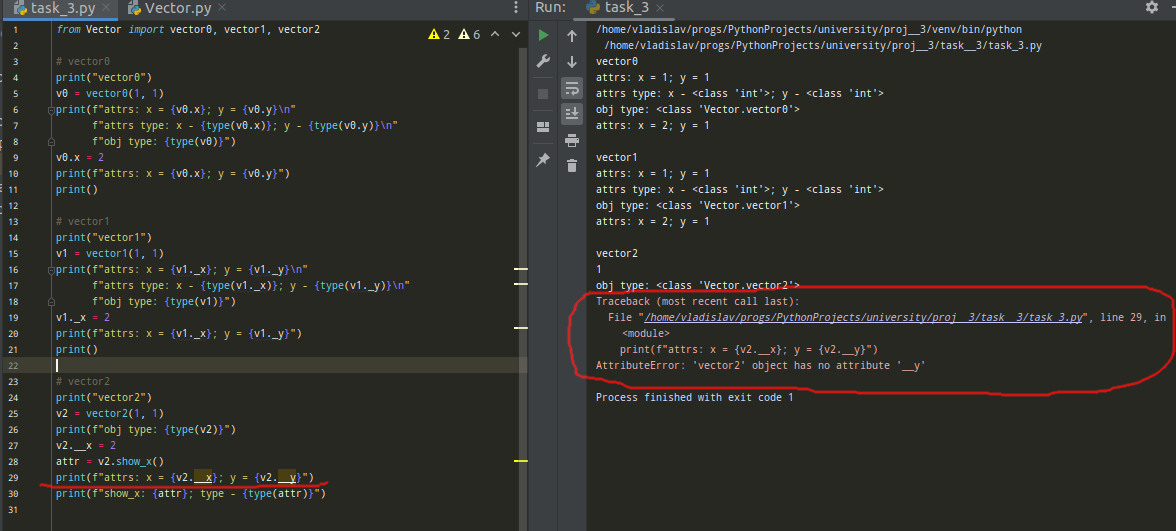 task_3.py
Vector.py
Run:
task_3
1 from Vector import vector0, vector1, vector2
2 6
2
3 # vector0
4 print("vector0")
5 v0 = vector0(1, 1)
6 print(f"attrs: x = {v0.x}; y = {v0.y}\n"
7 f"attrs type: x - {type(v0.x)}; y - {type(v0.y)}\n"
8 f"obj type: {type(v0)}")
9 v0.x = 2
10 print(f"attrs: x = {v0.x}; y = {v0.y}")
11 print()
12
13 # vector1
14 print("vector1")
15 v1 = vector1(1, 1)
16 print(f"attrs: x = {v1._x}; y = {v1._y}\n"
17 f"attrs type: x - {type(v1._x)}; y - {type(v1._y)}\n"
18 f"obj type: {type(v1)}")
19 v1._x = 2
20 print(f"attrs: x = {v1._x}; y = {v1._y}")
21 print()
22
23 # vector2
24 print("vector2")
25 v2 = vector2(1, 1)
26 print(f"obj type: {type(v2)}")
27 v2.__x = 2
28 attr = v2.show_x()
29 print(f"attrs: x = {v2.__x}; y = {v2.__y}")
30 print(f"show_x: {attr}; type - {type(attr)}")
31
/home/vladislav/progs/PythonProjects/university/proj__3/venv/bin/python
/home/vladislav/progs/PythonProjects/university/proj__3/task__3/task_3.py
vector0
attrs: x = 1; y = 1
attrs type: x - <class 'int'>; y - <class 'int'>
obj type: <class 'Vector.vector0'>
attrs: x = 2; y = 1
vector1
attrs: x = 1; y = 1
attrs type: x - <class 'int'>; y - <class 'int'>
obj type: <class 'Vector.vector1'>
attrs: x = 2; y = 1
vector2
1
obj type: <class 'Vector.vector2'>
Traceback (most recent call last):
File "/home/vladislav/progs/PythonProjects/university/proj__3/task__3/task_3.py", line 29, in
<module>
print(f"attrs: x = {v2.__x}; y = {v2.__y}")
AttributeError: 'vector2' object has no attribute '__y'
Process finished with exit code 1